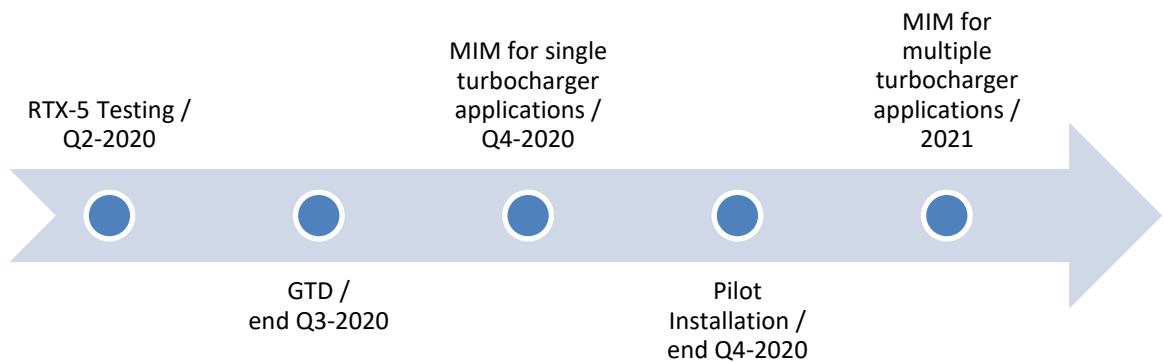 RTX-5 Testing /
Q2-2020
GTD /
end Q3-2020
MIM for single
turbocharger
applications /
Q4-2020
Pilot
Installation /
end Q4-2020
MIM for
multiple
turbocharger
applications /
2021